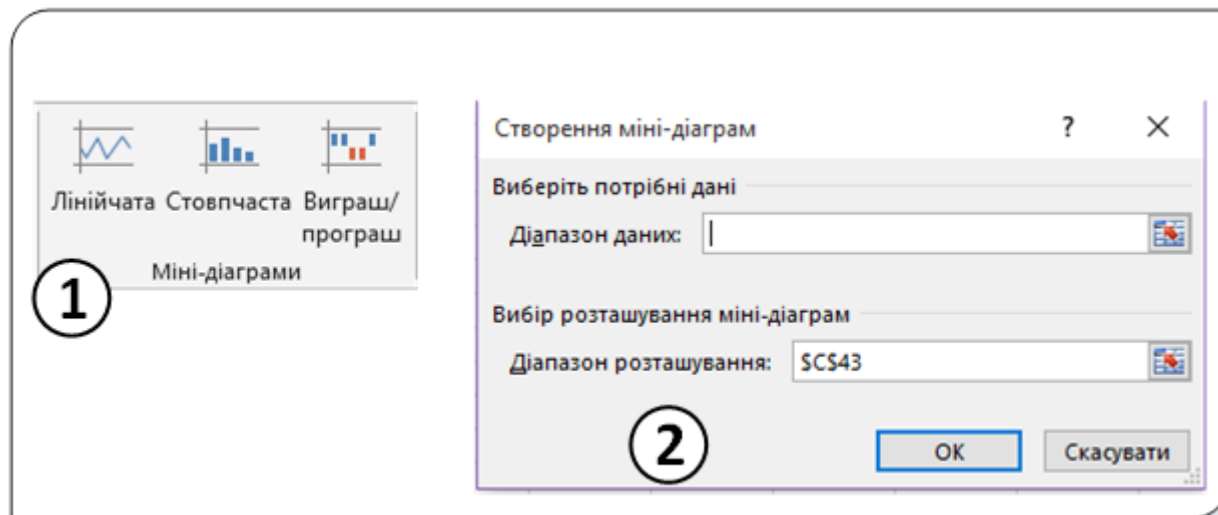 Лінійчата Стовпчаста Виграш/
програш
Міні-діаграми
1
Створення міні-діаграм ? ×
Виберіть потрібні дані
Діапазон даних:
Вибір розташування міні-діаграм
Діапазон розташування: $C$43
2
ОК Скасувати